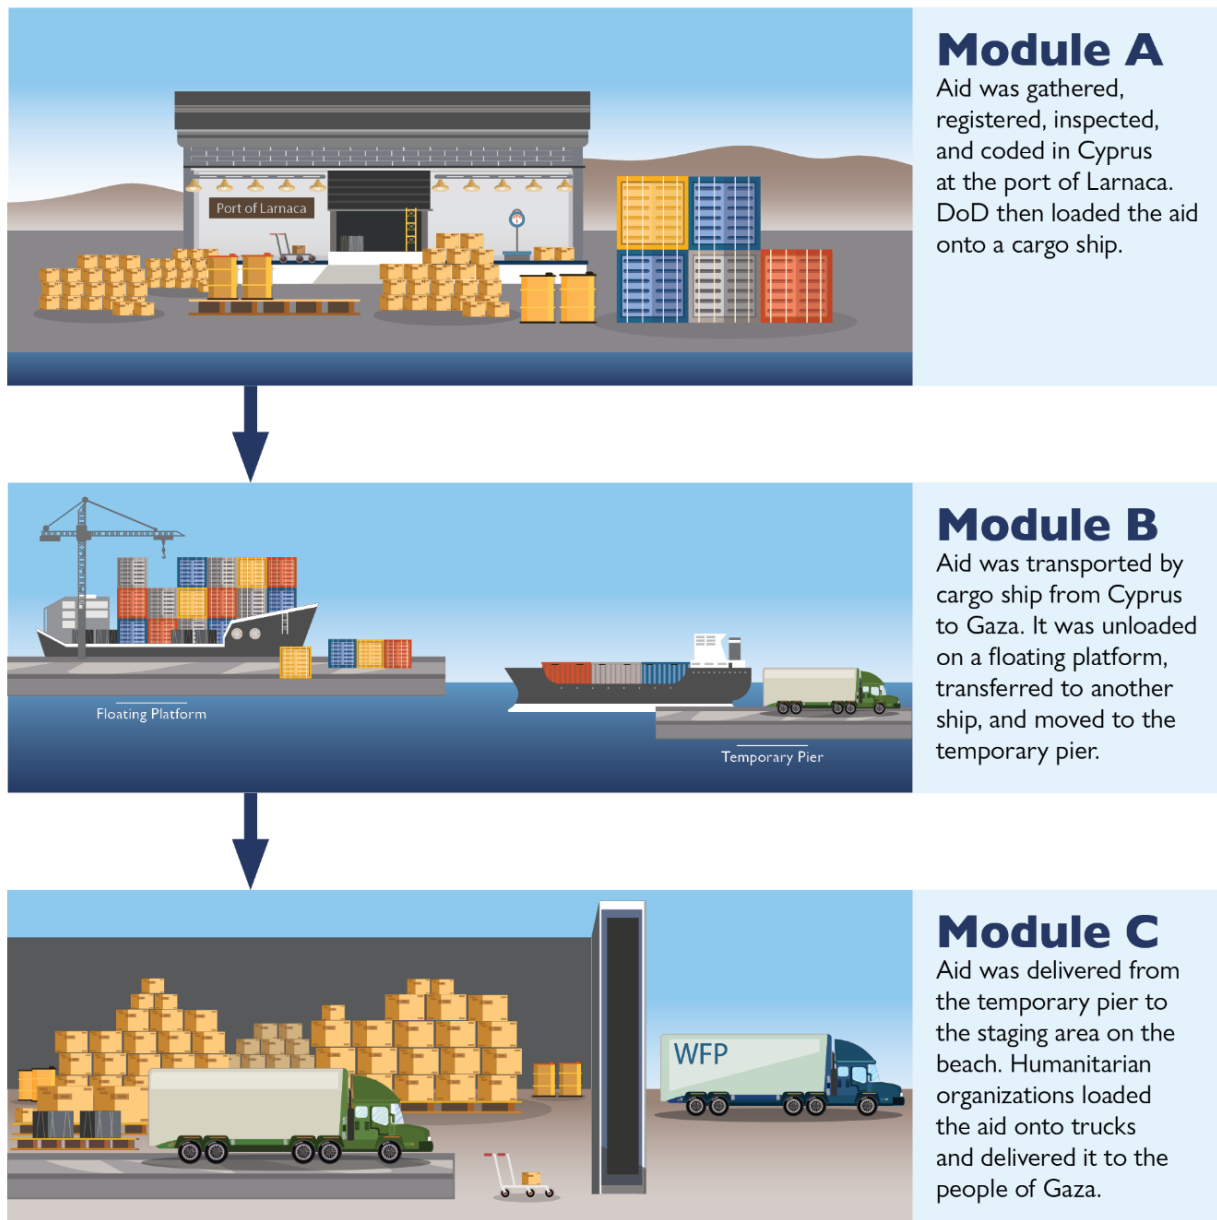 Module A
Aid was gathered,
registered, inspected,
and coded in Cyprus
at the port of Larnaca.
DoD then loaded the aid
onto a cargo ship.
Port of Larnaca
Module B
Aid was transported by
cargo ship from Cyprus
to Gaza. It was unloaded
on a floating platform,
transferred to another
ship, and moved to the
temporary pier.
Floating Platform
Temporary Pier
Module C
Aid was delivered from
the temporary pier to
the staging area on the
beach. Humanitarian
organizations loaded
the aid onto trucks
and delivered it to the
people of Gaza.
WFP